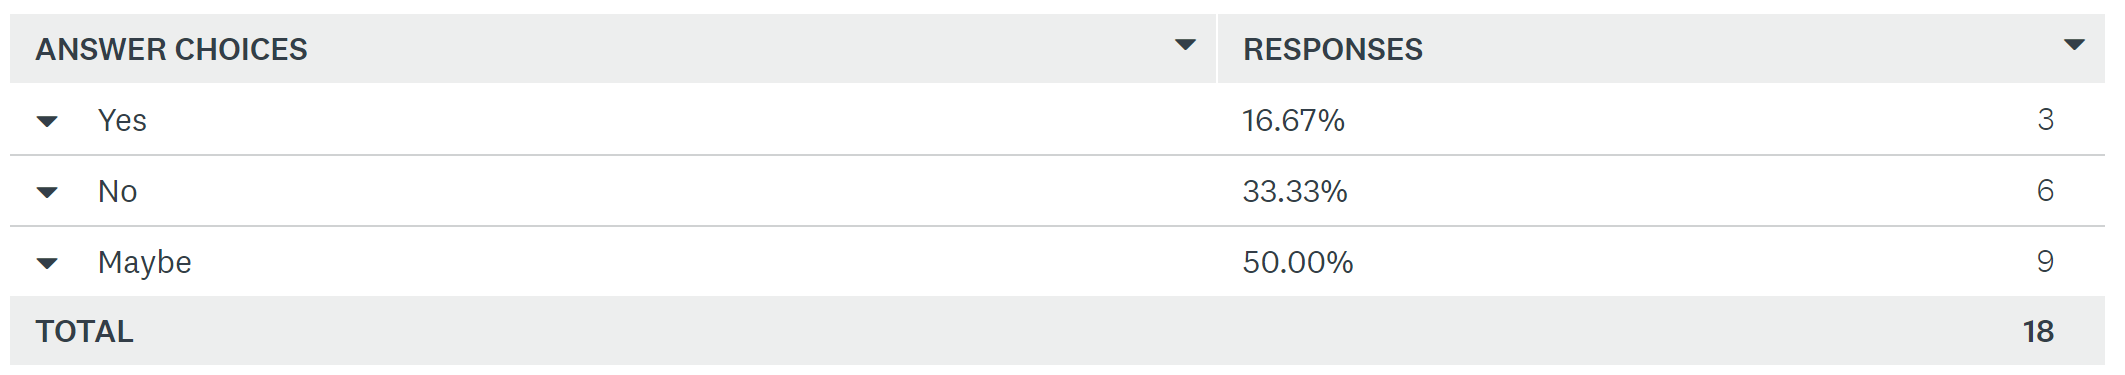 ANSWER CHOICES RESPONSES
Yes 16.67% 3
No 33.33% 6
Maybe 50.00% 9
TOTAL 18